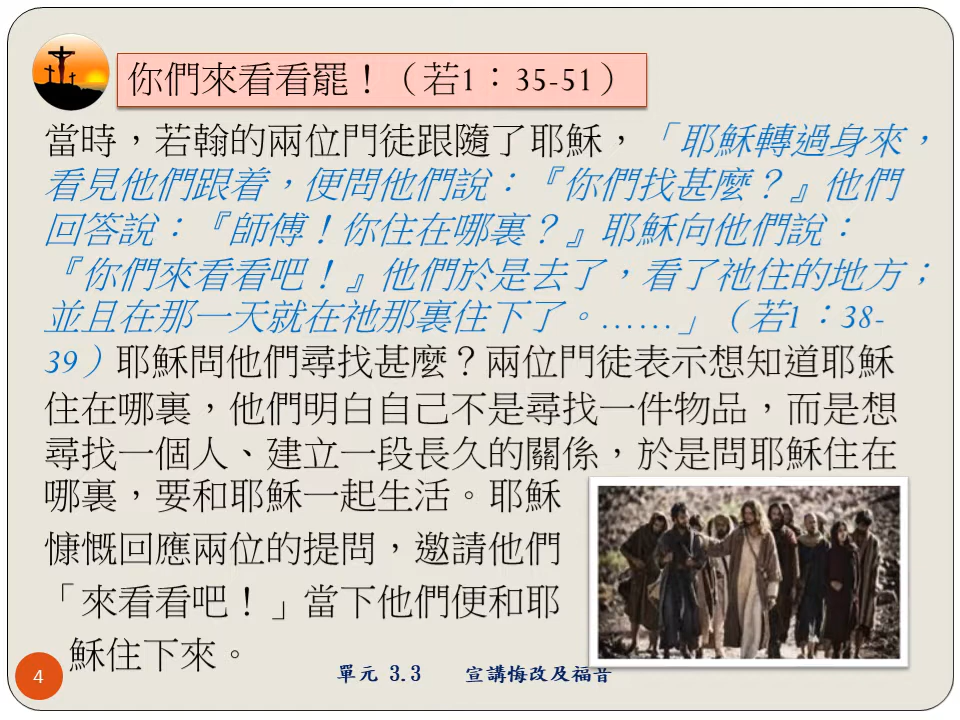 你們來看看罷！（若1：35-51）
當時，若翰的兩位門徒跟隨了耶穌，「耶穌轉過身來，
看見他們跟着，便問他們說：『你們找甚麼？』他們
回答說：『師傅！你住在哪裏？』耶穌向他們說：
『你們來看看吧！』他們於是去了，看了祂住的地方；
並且在那一天就在祂那裏住下了。……」（若1：38-
39）耶穌問他們尋找甚麼？兩位門徒表示想知道耶穌
住在哪裏，他們明白自己不是尋找一件物品，而是想
尋找一個人、建立一段長久的關係，於是問耶穌住在
哪裏，要和耶穌一起生活。耶穌
慷慨回應兩位的提問，邀請他們
「來看看吧！」當下他們便和耶
穌住下來。
4
單元 3.3 宣講悔改及福音